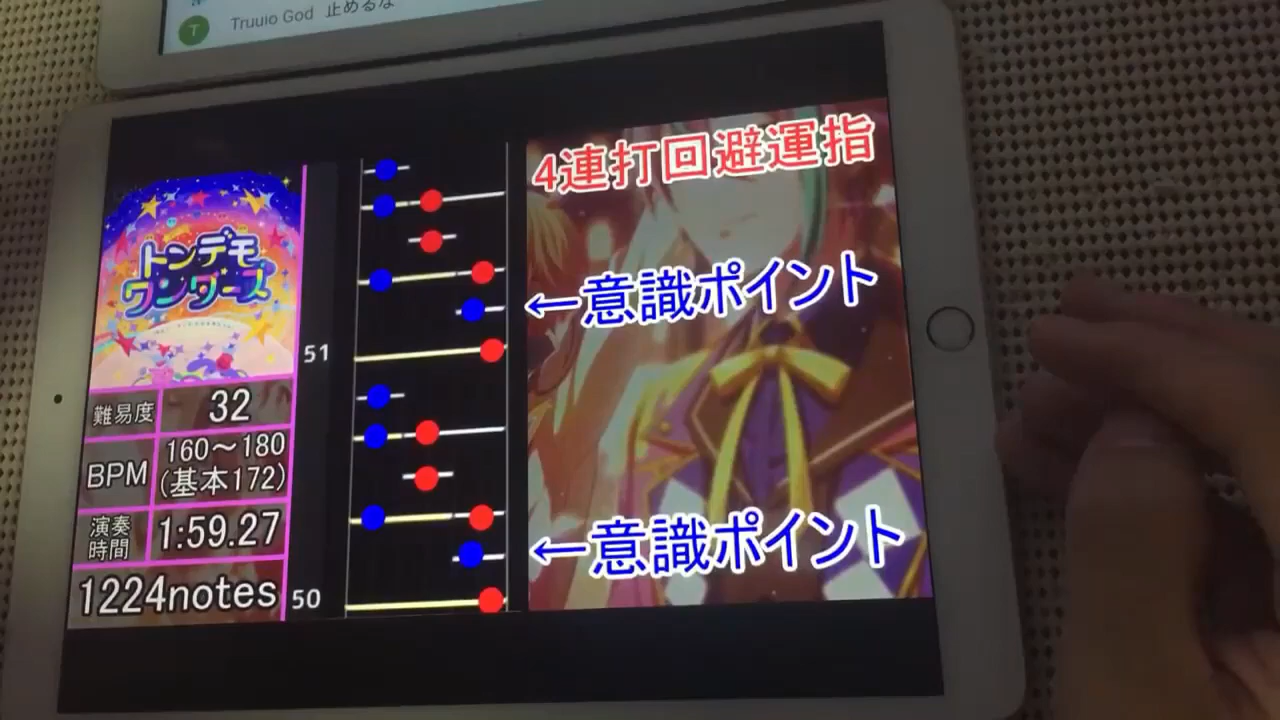 T
Truuio God 止めるな
トンデモ
ワンダーズ
難易度 32
BPM 160～180
(基本172)
演奏
時間 1:59.27
1224notes
51
50
4連打回避運指
←意識ポイント
←意識ポイント